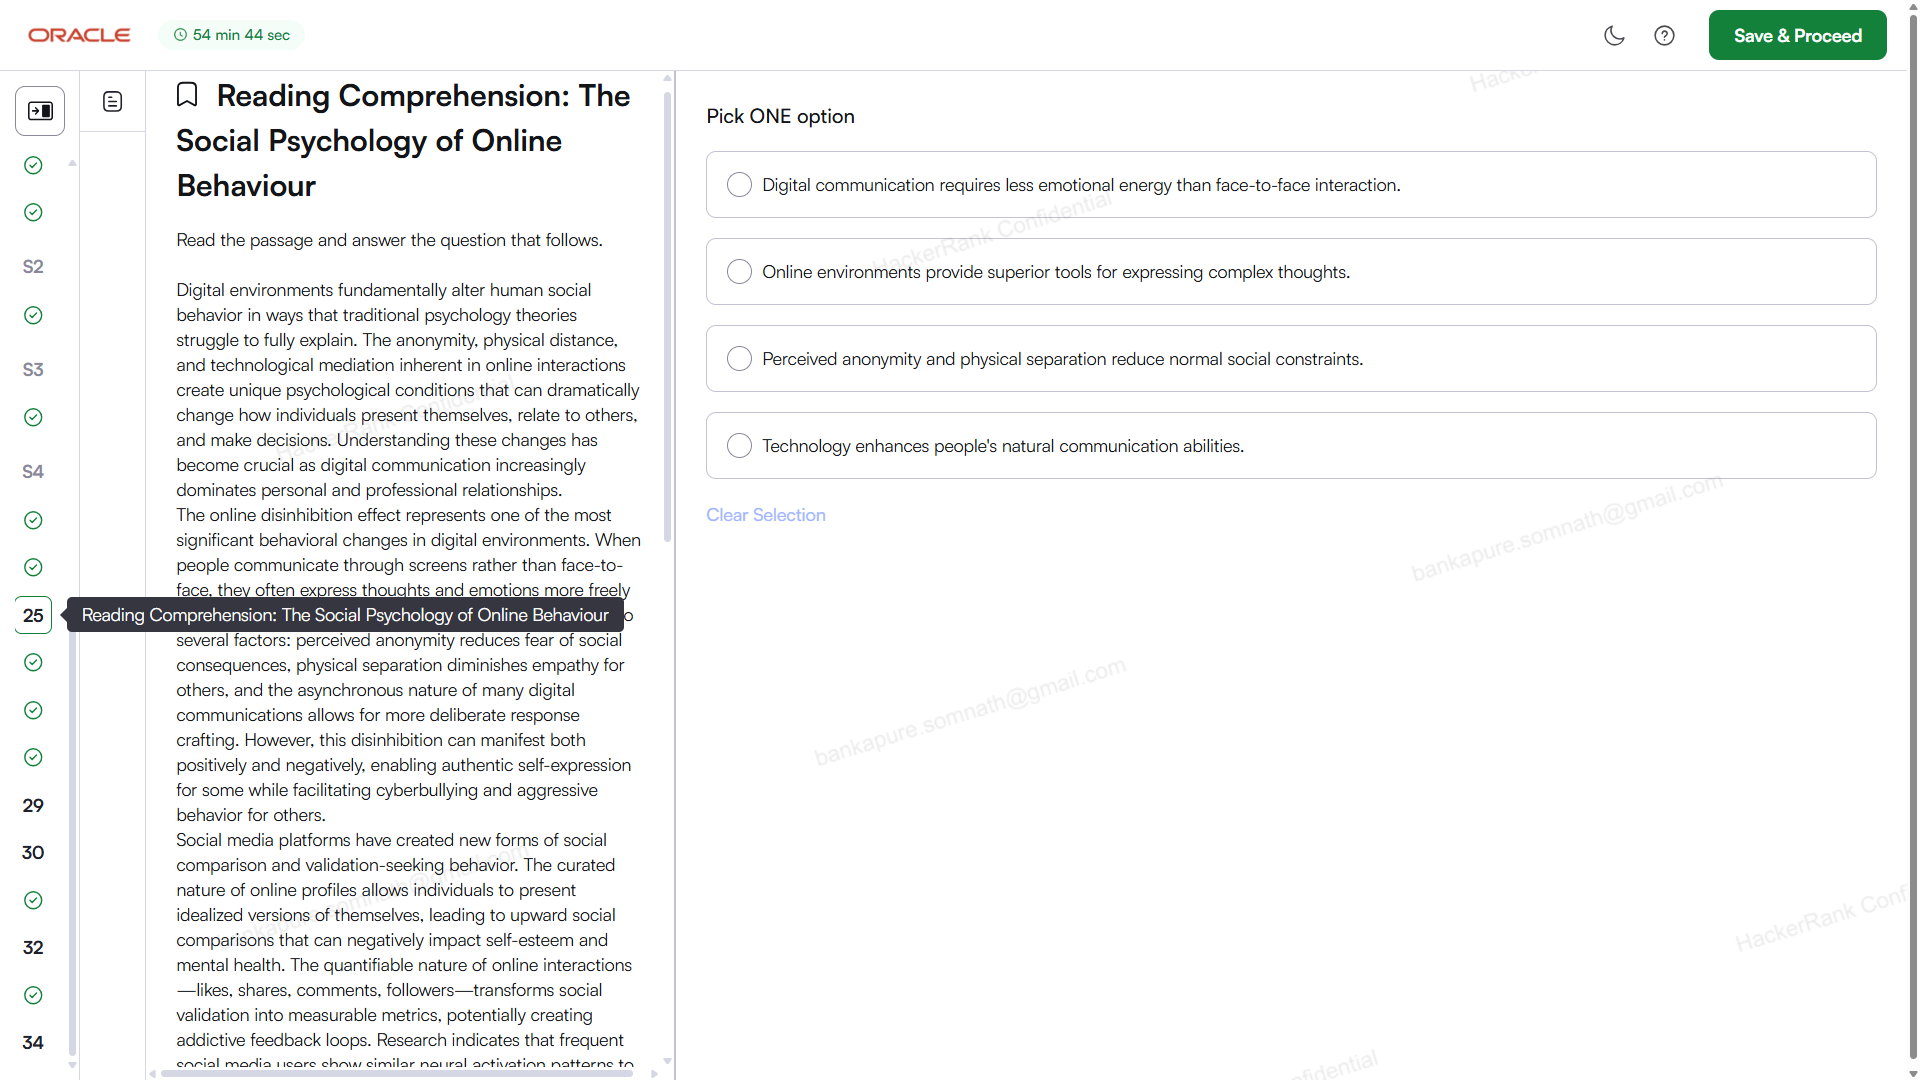 ORACLE
54 min 44 sec
Save & Proceed
S2
S3
S4
25
29
30
32
34
Reading Comprehension: The
Social Psychology of Online
Behaviour
Read the passage and answer the question that follows.
Digital environments fundamentally alter human social
behavior in ways that traditional psychology theories
struggle to fully explain. The anonymity, physical distance,
and technological mediation inherent in online interactions
create unique psychological conditions that can dramatically
change how individuals present themselves, relate to others,
and make decisions. Understanding these changes has
become crucial as digital communication increasingly
dominates personal and professional relationships.
The online disinhibition effect represents one of the most
significant behavioral changes in digital environments. When
people communicate through screens rather than face-to-
face, they often express thoughts and emotions more freely
Reading Comprehension: The Social Psychology of Online Behaviour
several factors: perceived anonymity reduces fear of social
consequences, physical separation diminishes empathy for
others, and the asynchronous nature of many digital
communications allows for more deliberate response
crafting. However, this disinhibition can manifest both
positively and negatively, enabling authentic self-expression
for some while facilitating cyberbullying and aggressive
behavior for others.
Social media platforms have created new forms of social
comparison and validation-seeking behavior. The curated
nature of online profiles allows individuals to present
idealized versions of themselves, leading to upward social
comparisons that can negatively impact self-esteem and
mental health. The quantifiable nature of online interactions
—likes, shares, comments, followers—transforms social
validation into measurable metrics, potentially creating
addictive feedback loops. Research indicates that frequent
social media users show similar neural activation patterns to
Pick ONE option
Digital communication requires less emotional energy than face-to-face interaction.
Online environments provide superior tools for expressing complex thoughts.
Perceived anonymity and physical separation reduce normal social constraints.
Technology enhances people's natural communication abilities.
Clear Selection
HackerRank Confidential
bankapure.somnath@gmail.com
bankapure.somnath@gmail.com
HackerRank Conf